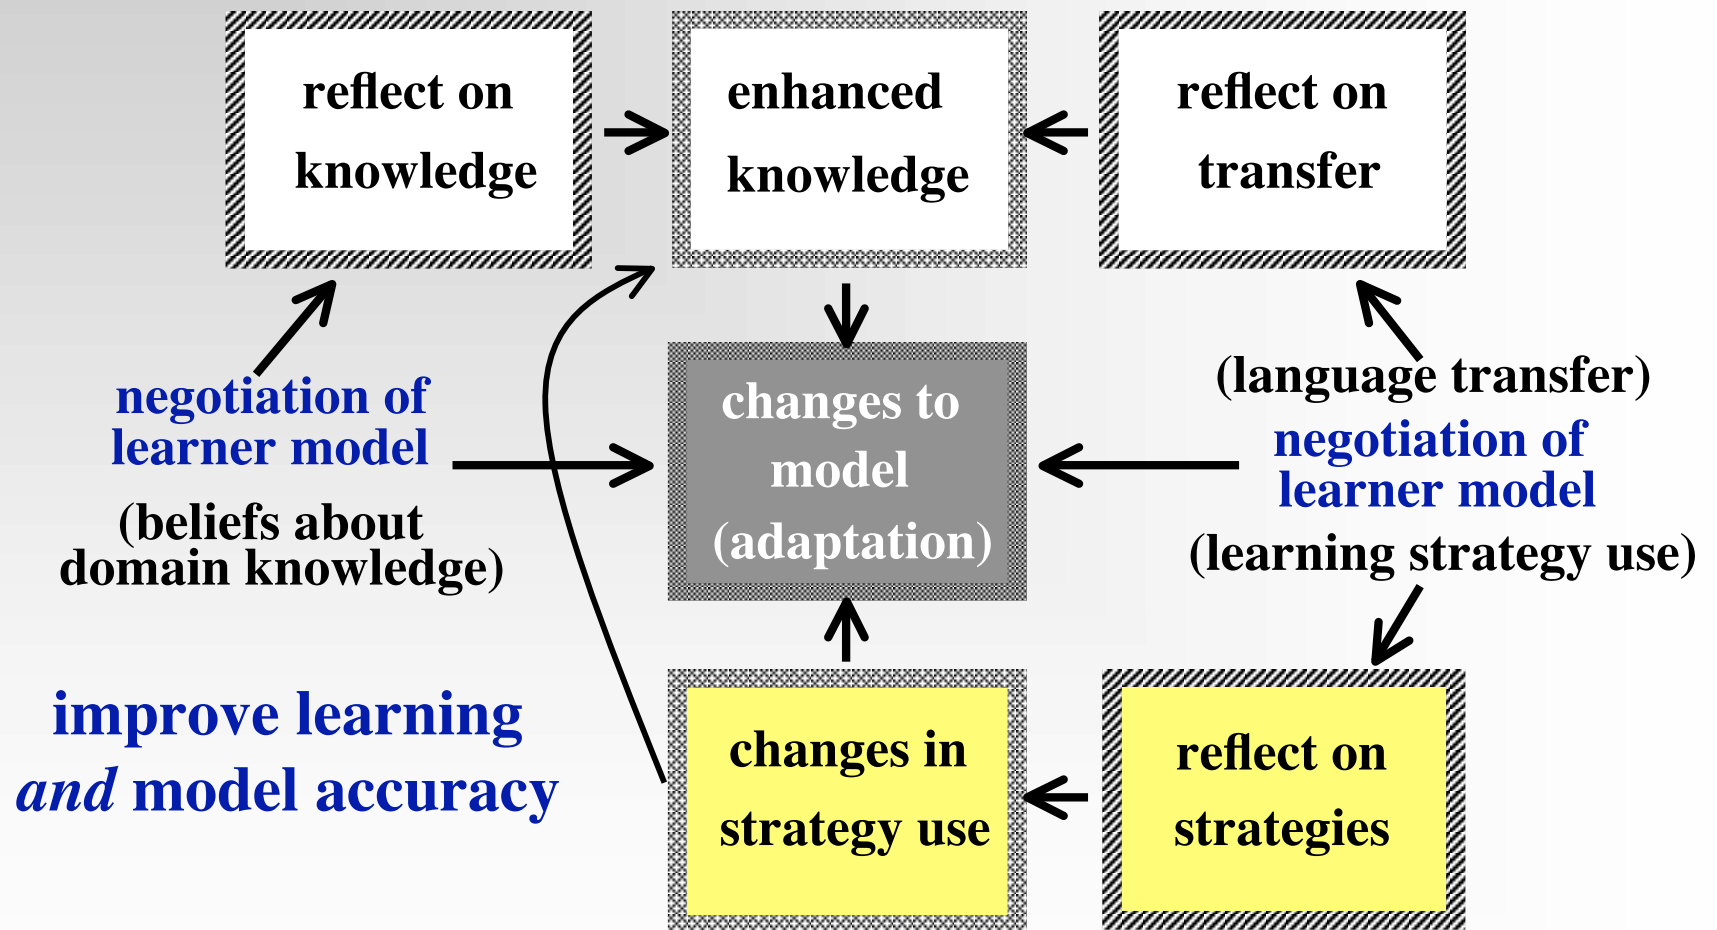 reflect on
knowledge
enhanced
knowledge
reflect on
transfer
negotiation of
learner model
(beliefs about
domain knowledge)
changes to
model
(adaptation)
(language transfer)
negotiation of
learner model
(learning strategy use)
improve learning
and model accuracy
changes in
strategy use
reflect on
strategies